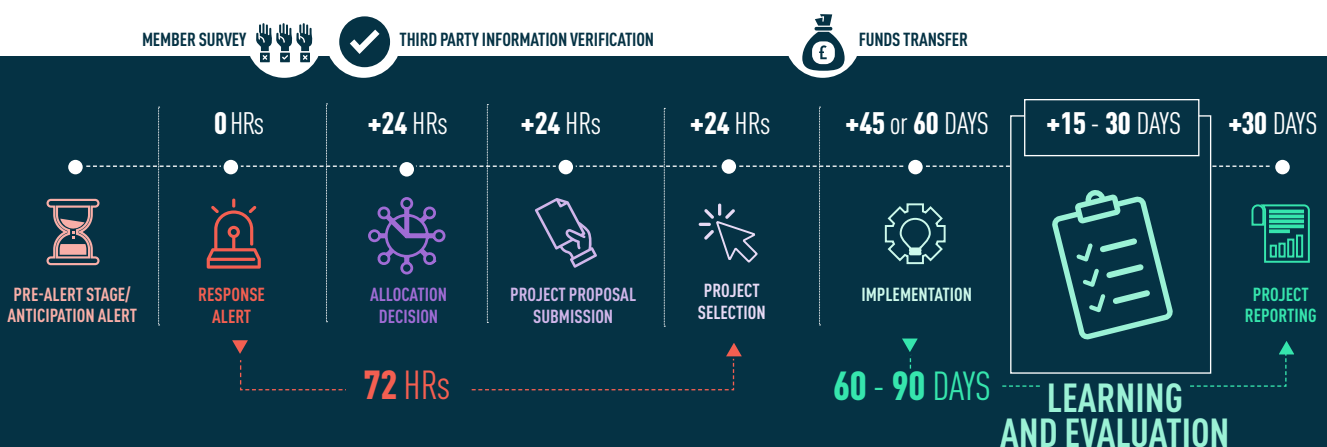 MEMBER SURVEY
THIRD PARTY INFORMATION VERIFICATION
£
FUNDS TRANSFER
0 HRs
+24 HRs
+24 HRs
+24 HRs
+45 or 60 DAYS
+15 - 30 DAYS
+30 DAYS
PRE-ALERT STAGE/
ANTICIPATION ALERT
RESPONSE
ALERT
ALLOCATION
DECISION
PROJECT PROPOSAL
SUBMISSION
PROJECT
SELECTION
IMPLEMENTATION
PROJECT
REPORTING
72 HRs
60 - 90 DAYS
LEARNING
AND EVALUATION